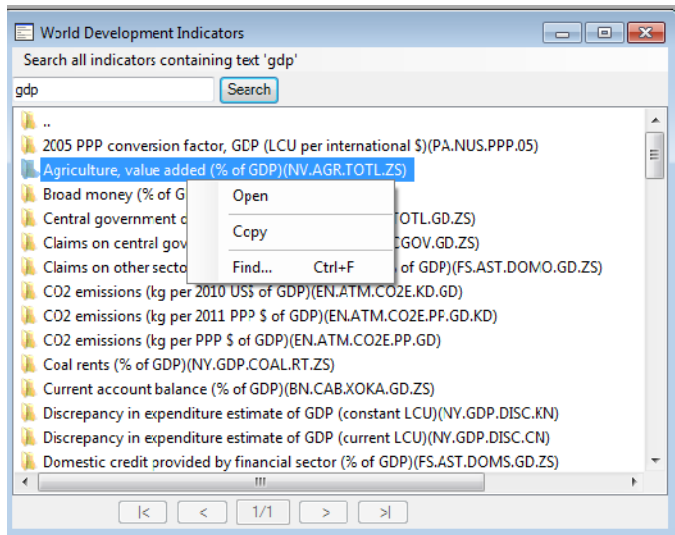 World Development Indicators
Search all indicators containing text 'gdp'
gdp Search
..
2005 PPP conversion factor, GDP (LCU per international $)(PA.NUS.PPP.05)
Agriculture, value added (% of GDP)(NV.AGR.TOTL.ZS)
Broad money (% of G
Open
Central government TOTL.GD.ZS)
Copy
Claims on central gov CGOV.GD.ZS)
Claims on other secto of GDP)(FS.AST.DOMO.GD.ZS)
Find... Ctrl+F
CO2 emissions (kg per 2010 US$ of GDP)(EN.ATM.CO2E.KD.GD)
CO2 emissions (kg per 2011 PPP $ of GDP)(EN.ATM.CO2E.PP.GD.KD)
CO2 emissions (kg per PPP $ of GDP)(EN.ATM.CO2E.PP.GD)
Coal rents (% of GDP)(NY.GDP.COAL.RT.ZS)
Current account balance (% of GDP)(BN.CAB.XOKA.GD.ZS)
Discrepancy in expenditure estimate of GDP (constant LCU)(NY.GDP.DISC.KN)
Discrepancy in expenditure estimate of GDP (current LCU)(NY.GDP.DISC.CN)
Domestic credit provided by financial sector (% of GDP)(FS.AST.DOMS.GD.ZS)
|< < 1/1 > >|